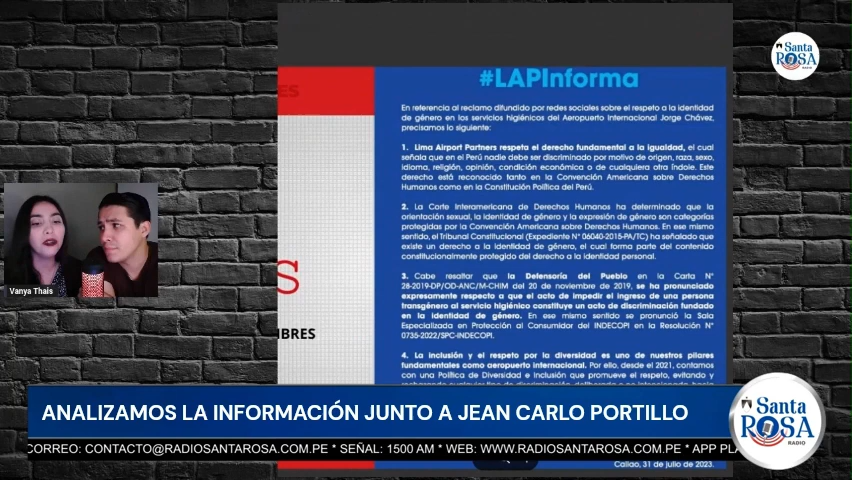 Santa
ROSA
RADIO
ES
#LAPInforma
En referencia al reclamo difundido por redes sociales sobre el respeto a la identidad
de género en los servicios higiénicos del Aeropuerto Internacional Jorge Chávez,
precisamos lo siguiente:
1. Lima Airport Partners respeta el derecho fundamental a la igualdad, el cual
señala que en el Perú nadie debe ser discriminado por motivo de origen, raza, sexo,
idioma, religión, opinión, condición económica o de cualquiera otra índole. Este
derecho está reconocido tanto en la Convención Americana sobre Derechos
Humanos como en la Constitución Política del Perú.
2. La Corte Interamericana de Derechos Humanos ha determinado que la
orientación sexual, la identidad de género y la expresión de género son categorías
protegidas por la Convención Americana sobre Derechos Humanos. En ese mismo
sentido, el Tribunal Constitucional (Expediente N° 06040-2015-PA/TC) ha señalado que
existe un derecho a la identidad de género, el cual forma parte del contenido
constitucionalmente protegido del derecho a la identidad personal.
3. Cabe resaltar que la Defensoría del Pueblo en la Carta N°
28-2019-DP/OD-ANC/M-CHIM del 20 de noviembre de 2019, se ha pronunciado
expresamente respecto a que el acto de impedir el ingreso de una persona
transgénero al servicio higiénico constituye un acto de discriminación fundado
en la identidad de género. En ese mismo sentido se pronunció la Sala
Especializada en Protección al Consumidor del INDECOPI en la Resolución N°
0735-2022/SPC-INDECOPI.
4. La inclusión y el respeto por la diversidad es uno de nuestros pilares
fundamentales como aeropuerto internacional. Por ello, desde el 2021, contamos
con una Política de Diversidad e Inclusión que promueve el respeto, evitando y
S
MBRES
Vanya Thais
ANALIZAMOS LA INFORMACIÓN JUNTO A JEAN CARLO PORTILLO
Santa
ROSA
RADIO
CORREO: CONTACTO@RADIOSANTAROSA.COM.PE * SEÑAL: 1500 AM * WEB: WWW.RADIOSANTAROSA.COM.PE * APP PLA
Callao, 31 de julio de 2023.